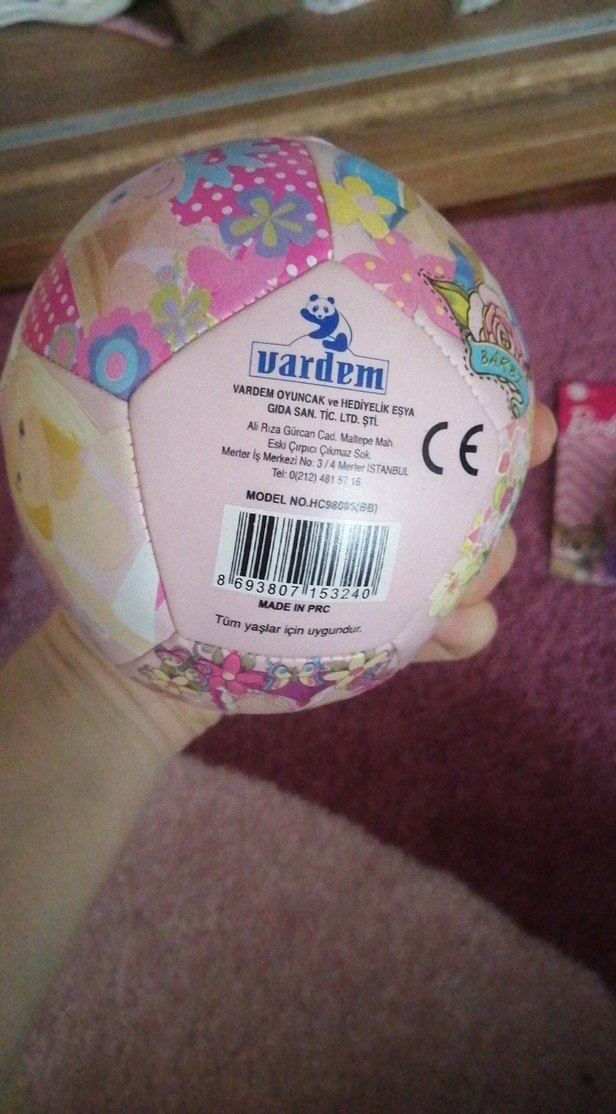 vardem
VARDEM OYUNCAK ve HEDİYELİK EŞYA
GIDA SAN. TİC. LTD. ŞTİ.
Ali Rıza Gürcan Cad. Maltepe Mah.
Eski Çırpıcı Çıkmaz Sok.
Merter İş Merkezi No: 3 / 4 Merter İSTANBUL
Tel: 0(212) 481 57 16
CE
MODEL NO.
8 693807 153240
MADE IN PRC
Tüm yaşlar için uygundur.